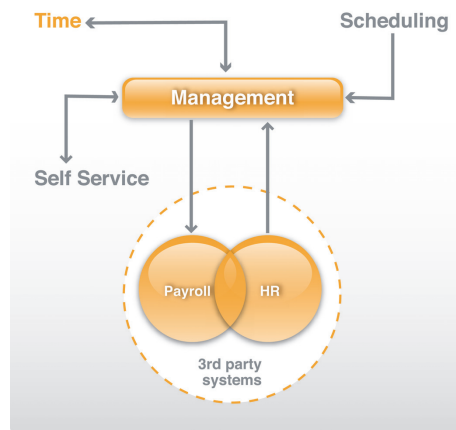 Time
Scheduling
Management
Self Service
Payroll
HR
3rd party
systems